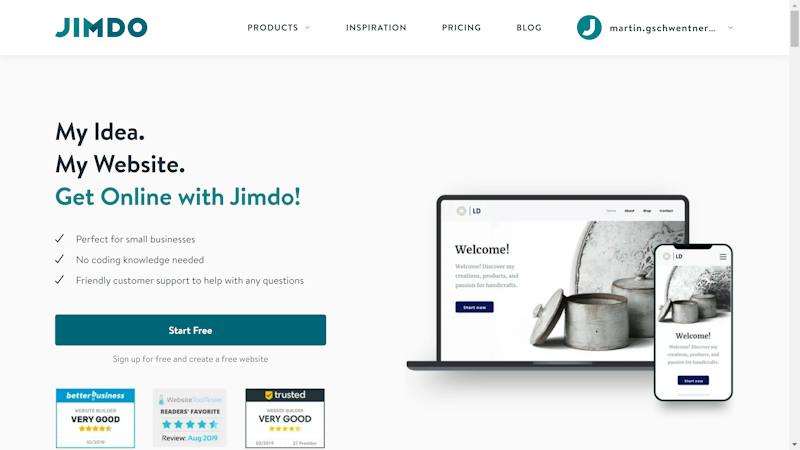 JIMDO
PRODUCTS
INSPIRATION
PRICING
BLOG
J
martin.gschwentner...
My Idea.
My Website.
Get Online with Jimdo!
Perfect for small businesses
No coding knowledge needed
Friendly customer support to help with any questions
Start Free
Sign up for free and create a free website
betterbusiness
WEBSITE BUILDER
VERY GOOD
10/2019
WebsiteToolTester
READERS' FAVORITE
Review: Aug 2019
trusted
WEBSITE BUILDER
VERY GOOD
02/2019
27 Provider
LD
Home
About
Shop
Contact
Welcome!
Welcome! Discover my
creations, products, and
passion for handicrafts.
Start now
LD
Welcome!
Welcome! Discover my
creations, products, and
passion for handicrafts.
Start now